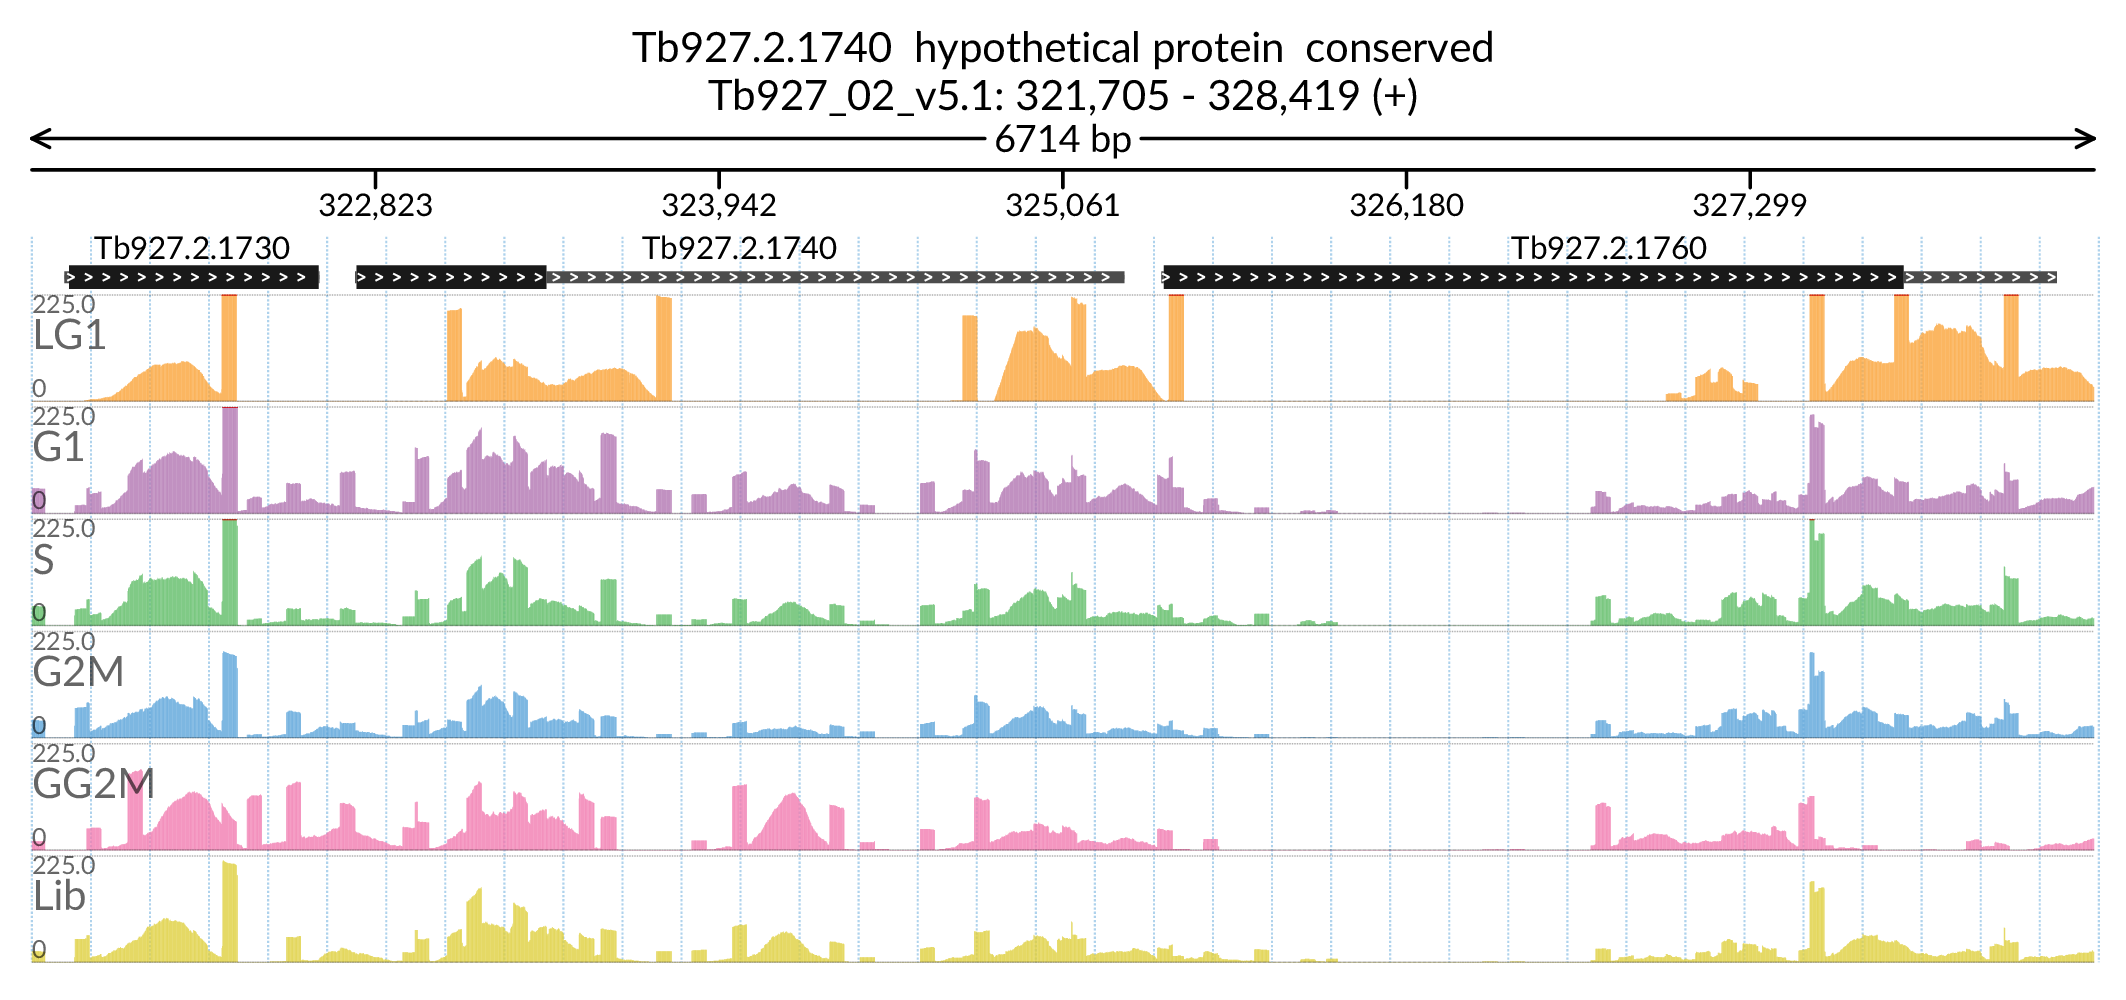 Tb927.2.1740  hypothetical protein  conserved
Tb927_02_v5.1: 321,705 - 328,419 (+)
6714 bp
322,823 323,942 325,061 326,180 327,299
Tb927.2.1730 Tb927.2.1740 Tb927.2.1760
225.0
LG1
0
225.0
G1
0
225.0
S
0
225.0
G2M
0
225.0
GG2M
0
225.0
Lib
0